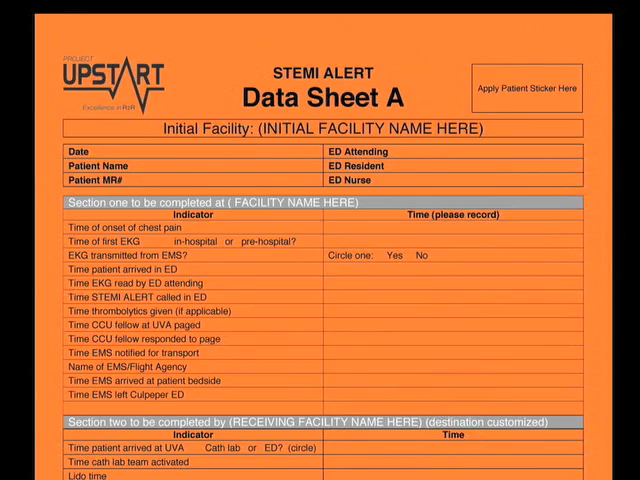 PROJECT
UPSTART
Excellence in R2R
STEMI ALERT
Data Sheet A
Apply Patient Sticker Here
Initial Facility: (INITIAL FACILITY NAME HERE)
Date ED Attending
Patient Name ED Resident
Patient MR# ED Nurse
Section one to be completed at ( FACILITY NAME HERE)
Indicator Time (please record)
Time of onset of chest pain
Time of first EKG in-hospital or pre-hospital?
EKG transmitted from EMS? Circle one: Yes No
Time patient arrived in ED
Time EKG read by ED attending
Time STEMI ALERT called in ED
Time thrombolytics given (if applicable)
Time CCU fellow at UVA paged
Time CCU fellow responded to page
Time EMS notified for transport
Name of EMS/Flight Agency
Time EMS arrived at patient bedside
Time EMS left Culpeper ED
Section two to be completed by (RECEIVING FACILITY NAME HERE) (destination customized)
Indicator Time
Time patient arrived at UVA Cath lab or ED? (circle)
Time cath lab team activated
Lido time